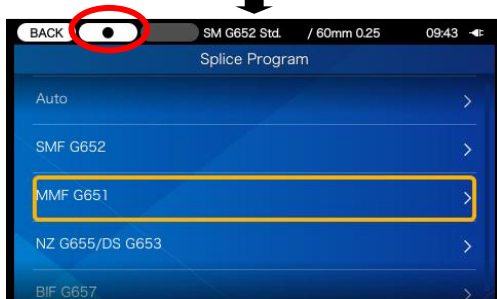 BACK SM G652 Std. / 60mm 0.25 09:43
Splice Program
Auto
SMF G652
MMF G651
NZ G655/DS G653
BIF G657